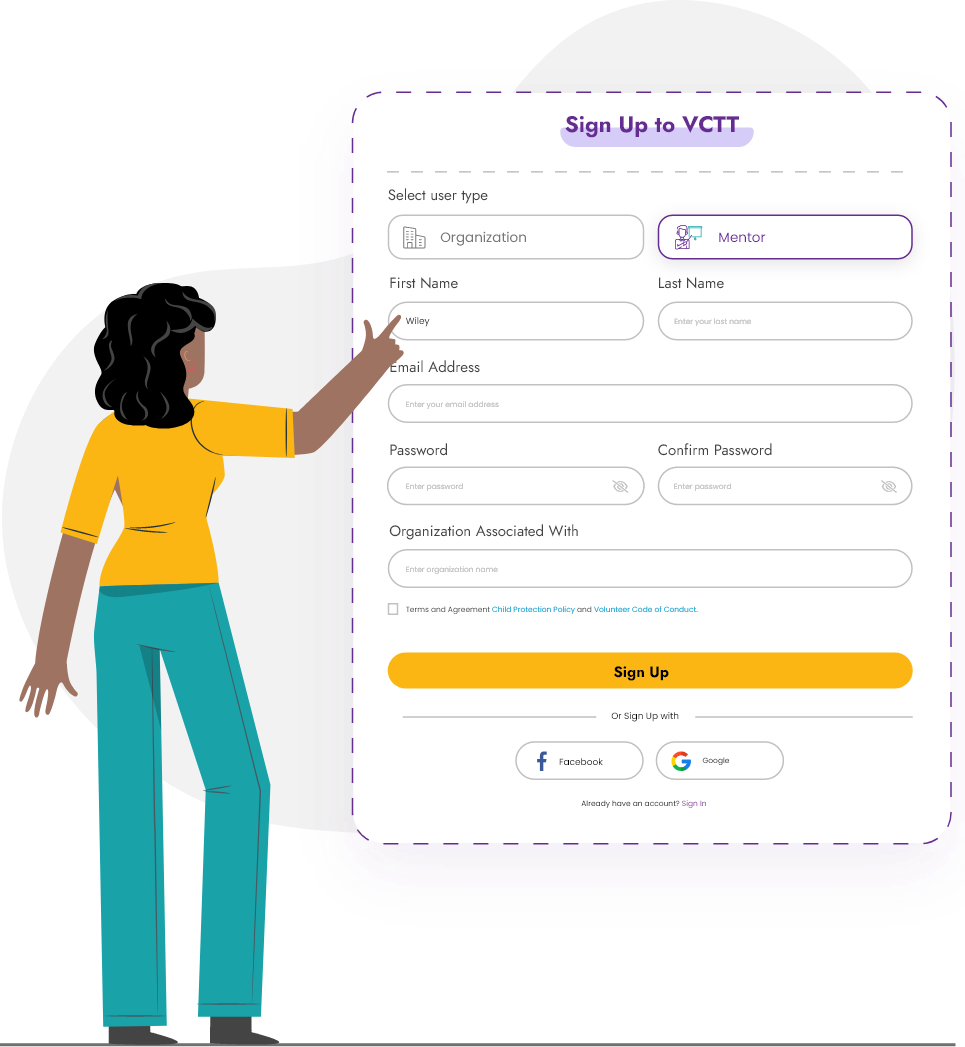 Sign Up to VCTT
Select user type
Organization
Mentor
First Name
Last Name
Wiley
Enter your last name
Email Address
Enter your email address
Password
Confirm Password
Enter password
Enter password
Organization Associated With
Enter organization name
Terms and Agreement Child Protection Policy and Volunteer Code of Conduct.
Sign Up
Or Sign Up with
Facebook
Google
Already have an account? Sign In